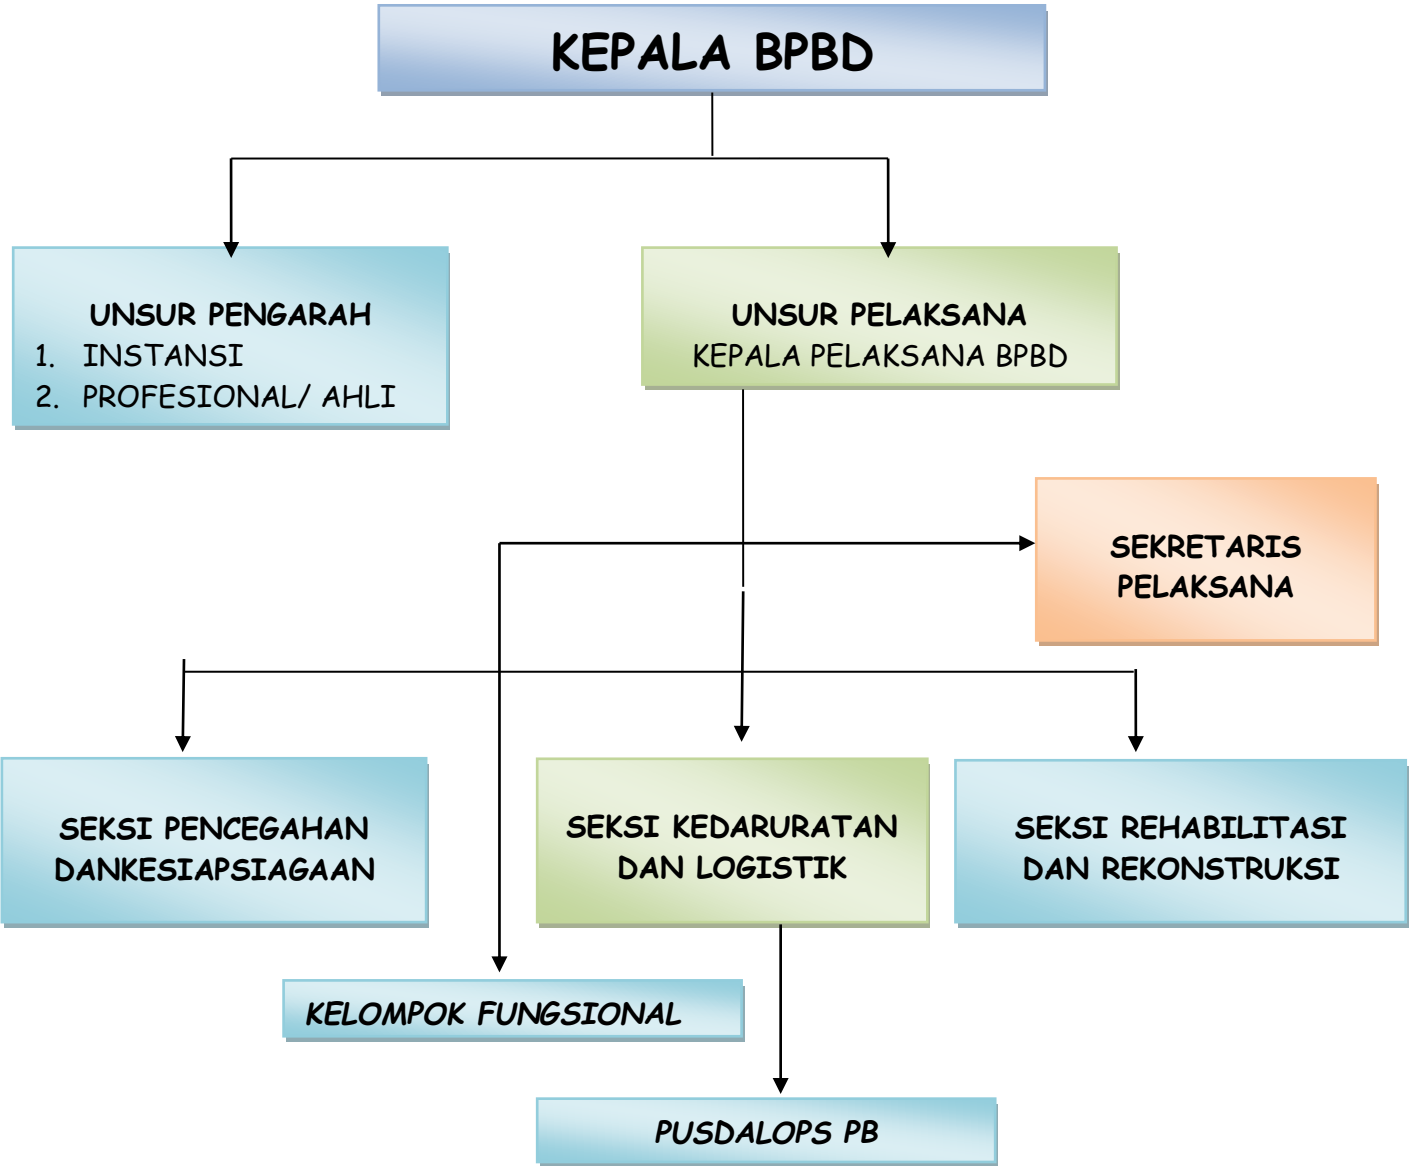 KEPALA BPBD
UNSUR PENGARAH
1. INSTANSI
2. PROFESIONAL/ AHLI
UNSUR PELAKSANA
KEPALA PELAKSANA BPBD
SEKRETARIS
PELAKSANA
SEKSI PENCEGAHAN
DANKESIAPSIAGAAN
SEKSI KEDARURATAN
DAN LOGISTIK
SEKSI REHABILITASI
DAN REKONSTRUKSI
KELOMPOK FUNGSIONAL
PUSDALOPS PB